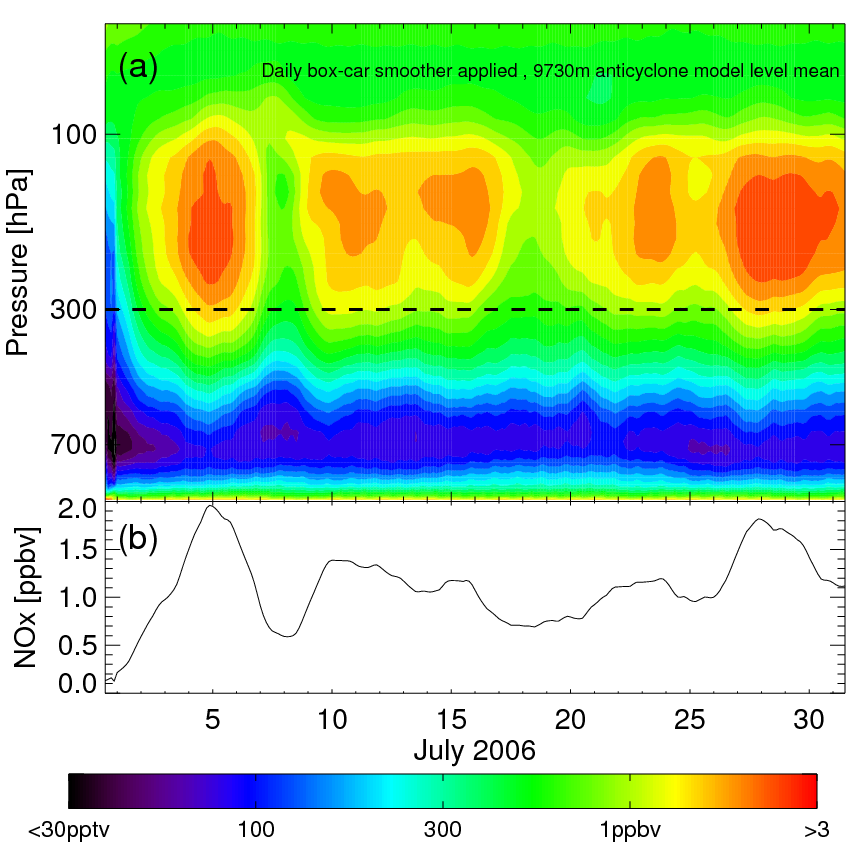 (a)
Daily box-car smoother applied , 9730m anticyclone model level mean
Pressure [hPa]
100
300
700
(b)
NOx [ppbv]
2.0
1.5
1.0
0.5
0.0
5 10 15 20 25 30
July 2006
<30pptv 100 300 1ppbv >3